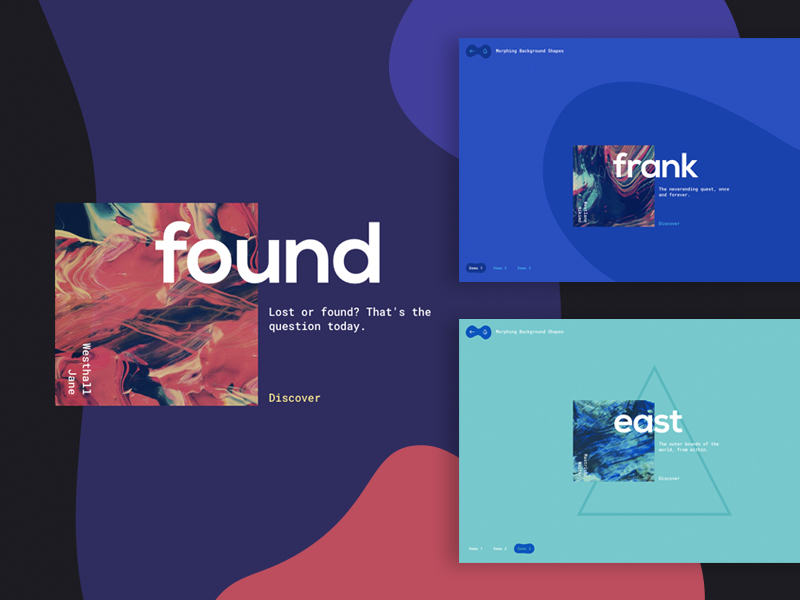 found
Lost or found? That's the
question today.
Westhall
Jane
Discover
Morphing Background Shapes
frank
The neverending quest, once
and forever.
Discover
Demo 1
Demo 2
Demo 3
Morphing Background Shapes
east
The outer bounds of the
world, from within.
Discover
Demo 1
Demo 2
Demo 3